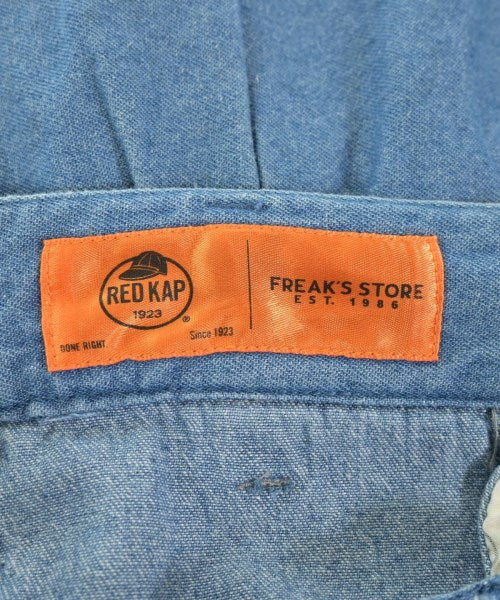 RED KAP
1923
®
DONE RIGHT
Since 1923
FREAK'S STORE
EST. 1986